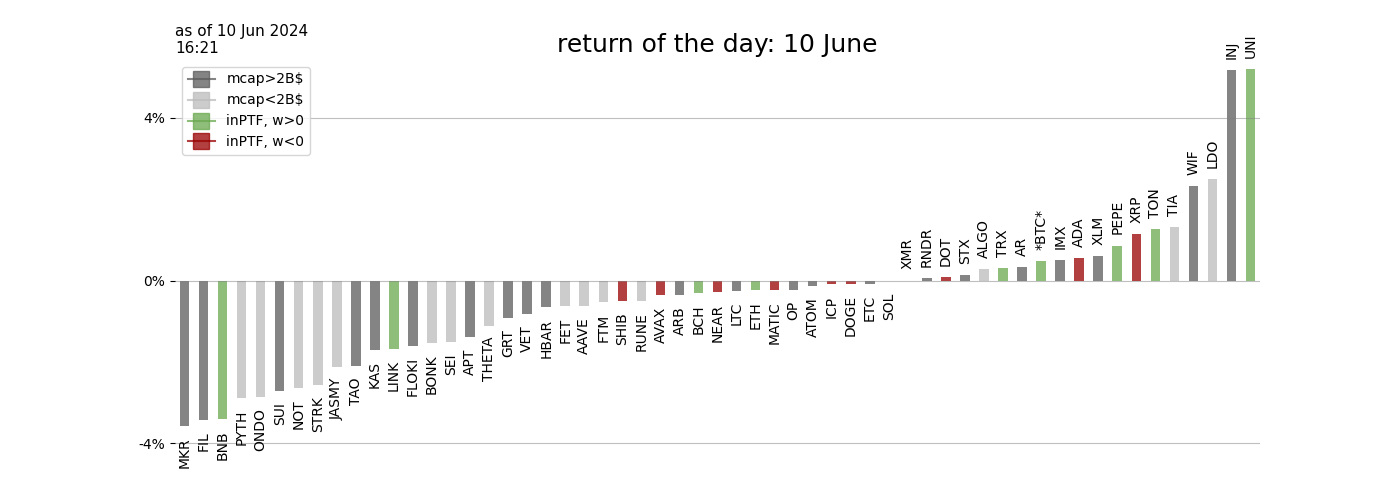 as of 10 Jun 2024
16:21
return of the day: 10 June
mcap>2B$
mcap<2B$
inPTF, w>0
inPTF, w<0
4%
0%
-4%
MKR
FIL
BNB
PYTH
ONDO
SUI
NOT
STRK
JASMY
TAO
KAS
LINK
FLOKI
BONK
SEI
APT
THETA
GRT
VET
HBAR
FET
AAVE
FTM
SHIB
RUNE
AVAX
ARB
BCH
NEAR
LTC
ETH
MATIC
OP
ATOM
ICP
DOGE
ETC
SOL
XMR
RNDR
DOT
STX
ALGO
TRX
AR
*BTC*
IMX
ADA
XLM
PEPE
XRP
TON
TIA
WIF
LDO
INJ
UNI